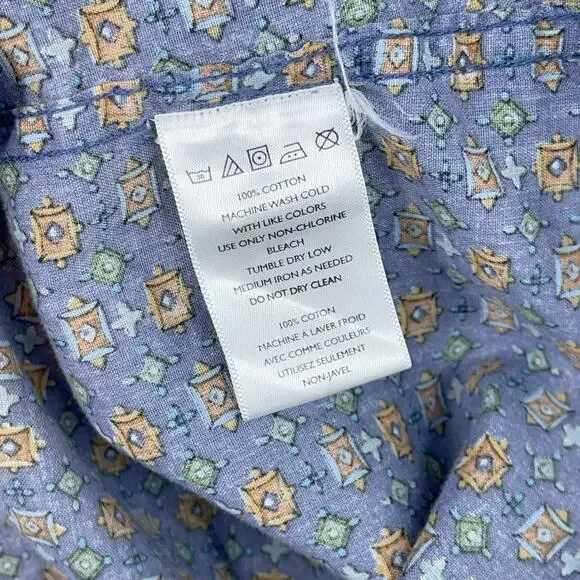 30
100% COTTON
MACHINE WASH COLD
WITH LIKE COLORS
USE ONLY NON-CHLORINE
BLEACH
TUMBLE DRY LOW
MEDIUM IRON AS NEEDED
DO NOT DRY CLEAN
100% COTON
MACHINE A LAVER FROID
AVEC COMME COULEURS
UTILISEZ SEULEMENT
NON-JAVEL